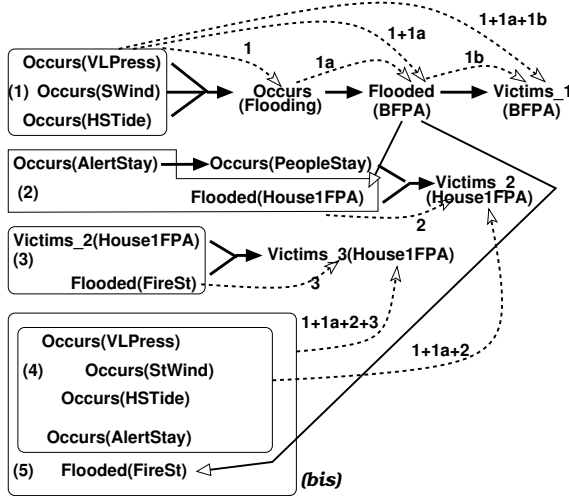 1+1a+1b
1
1a
1+1a
1b
Occurs(VLPress)
(1) Occurs(SWind)
Occurs(HSTide)
Occurs
(Flooding)
Flooded
(BFPA)
Victims_1
(BFPA)
Occurs(AlertStay)
Occurs(PeopleStay)
(2)
Flooded(House1FPA)
Victims_2
(House1FPA)
2
Victims_2(House1FPA)
(3)
Flooded(FireSt)
Victims_3(House1FPA)
3
1+1a+2+3
1+1a+2
Occurs(VLPress)
(4) Occurs(StWind)
Occurs(HSTide)
Occurs(AlertStay)
(5) Flooded(FireSt)
(bis)